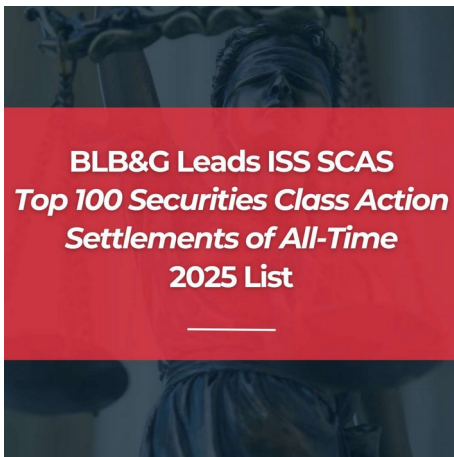 BLB&G Leads ISS SCAS
Top 100 Securities Class Action
Settlements of All-Time
2025 List